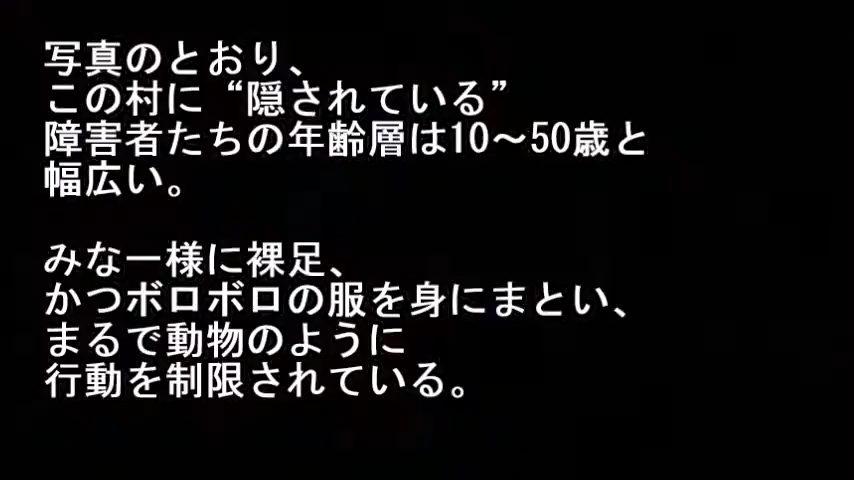 写真のとおり、
この村に“隠されている”
障害者たちの年齢層は10～50歳と
幅広い。
みな一様に裸足、
かつボロボロの服を身にまとい、
まるで動物のように
行動を制限されている。